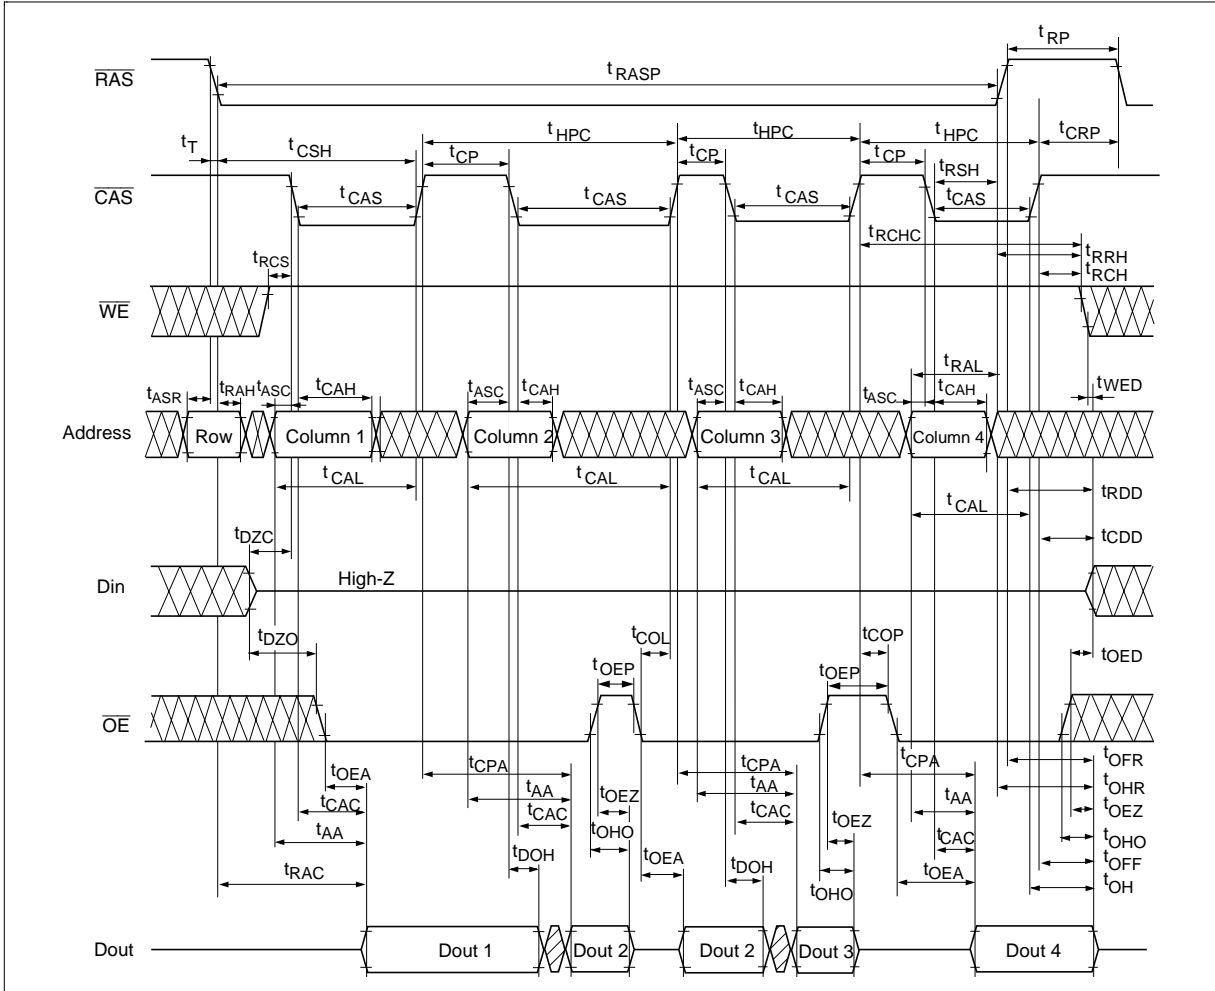 tRP
RAS
tRASP
tT
tCSH
tHPC
tHPC
tHPC
tCRP
tCP
tCP
tCP
tRSH
CAS
tCAS
tCAS
tCAS
tCAS
tRCHC
tRCS
tRRH
tRCH
WE
tRAL
tASR
tRAH
tASC
tCAH
tASC
tCAH
tASC
tCAH
tASC
tCAH
tWED
Address
Row
Column 1
Column 2
Column 3
Column 4
tCAL
tCAL
tCAL
tCAL
tRDD
tDZC
tCDD
Din
High-Z
tDZO
tCOL
tCOP
tOED
tOEP
tOEP
OE
tOEA
tCPA
tCPA
tCPA
tOFR
tCAC
tAA
tOEZ
tAA
tAA
tOHR
tAA
tCAC
tCAC
tOEZ
tOEZ
tOHO
tCAC
tOHO
tRAC
tDOH
tOEA
tDOH
tOHO
tOEA
tOFF
tOH
Dout
Dout 1
Dout 2
Dout 2
Dout 3
Dout 4